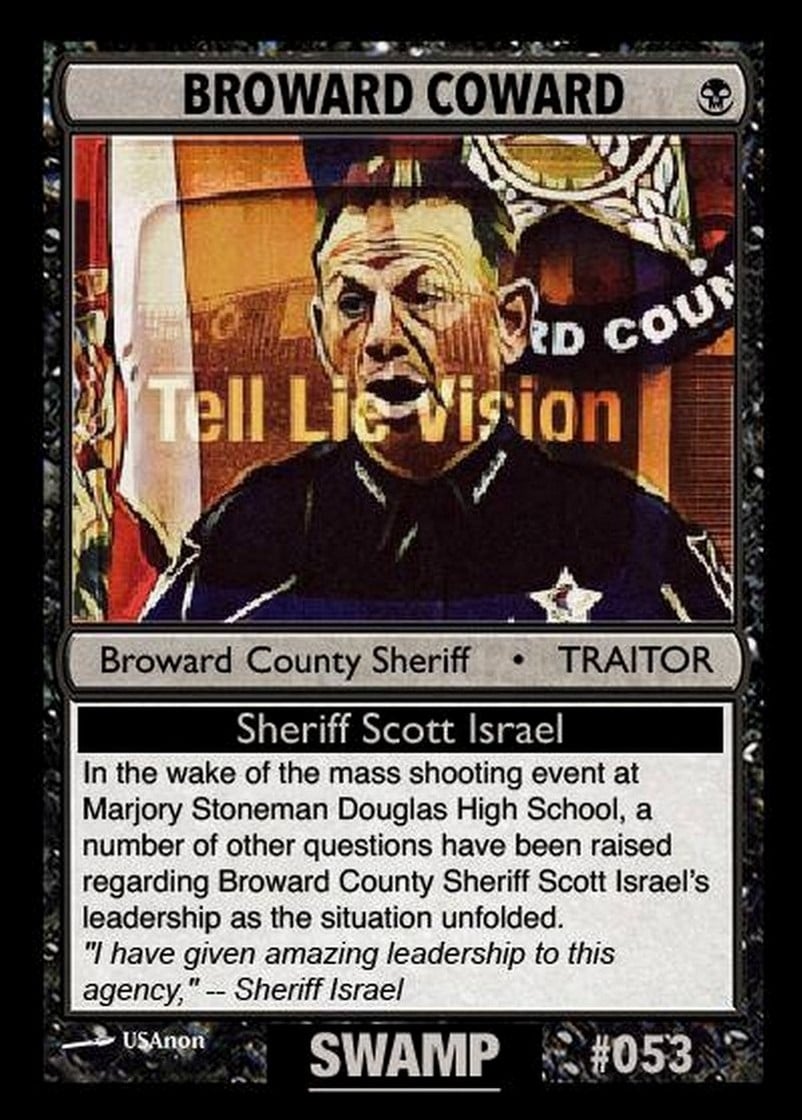 BROWARD COWARD
RD COUN
Tell Lie Vision
Broward County Sheriff • TRAITOR
Sheriff Scott Israel
In the wake of the mass shooting event at
Marjory Stoneman Douglas High School, a
number of other questions have been raised
regarding Broward County Sheriff Scott Israel's
leadership as the situation unfolded.
"I have given amazing leadership to this
agency," -- Sheriff Israel
USAnon
SWAMP
#053